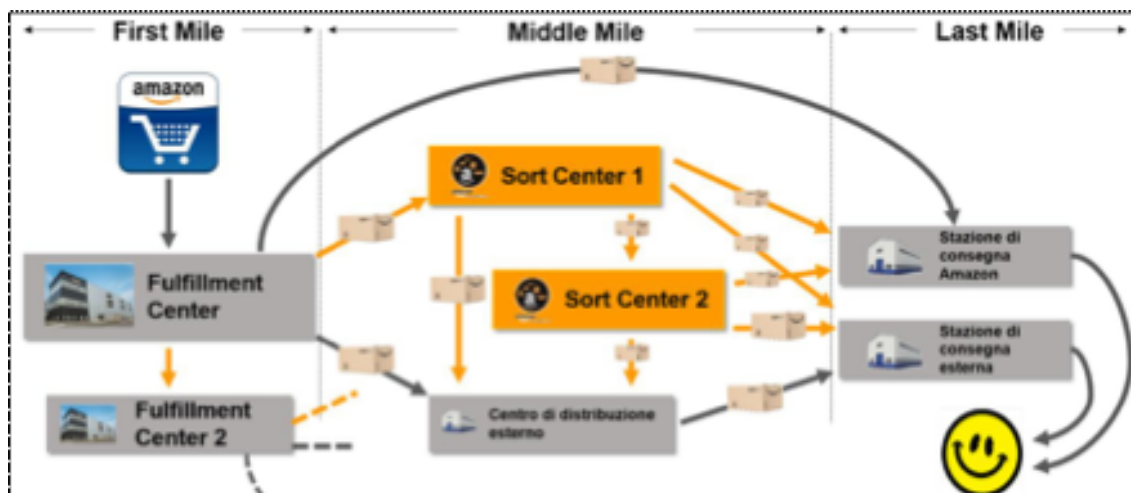 First Mile
Middle Mile
Last Mile
amazon
Sort Center 1
Fulfillment
Center
Sort Center 2
Stazione di
consegna
Amazon
Stazione di
consegna
esterna
Fulfillment
Center 2
Centro di distribuzione
esterno